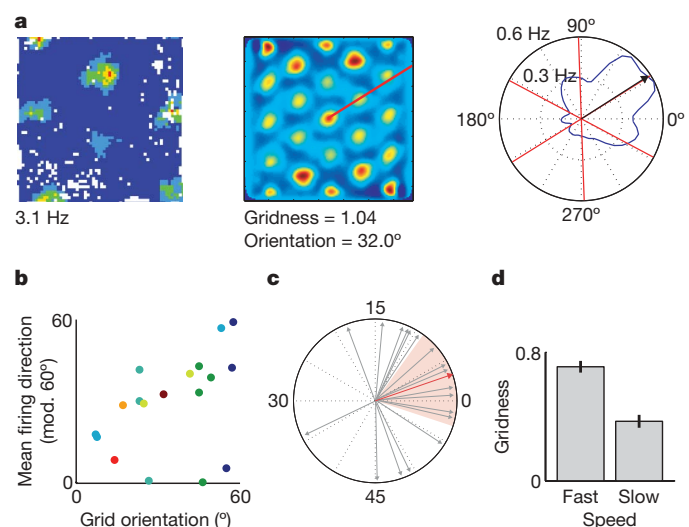 a
3.1 Hz
Gridness = 1.04
Orientation = 32.0º
0.6 Hz
90º
0.3 Hz
180º
0º
270º
b
Mean firing direction
(mod. 60º)
60
0
0
60
Grid orientation (º)
c
15
30
0
45
d
Gridness
0.8
0
Fast
Slow
Speed